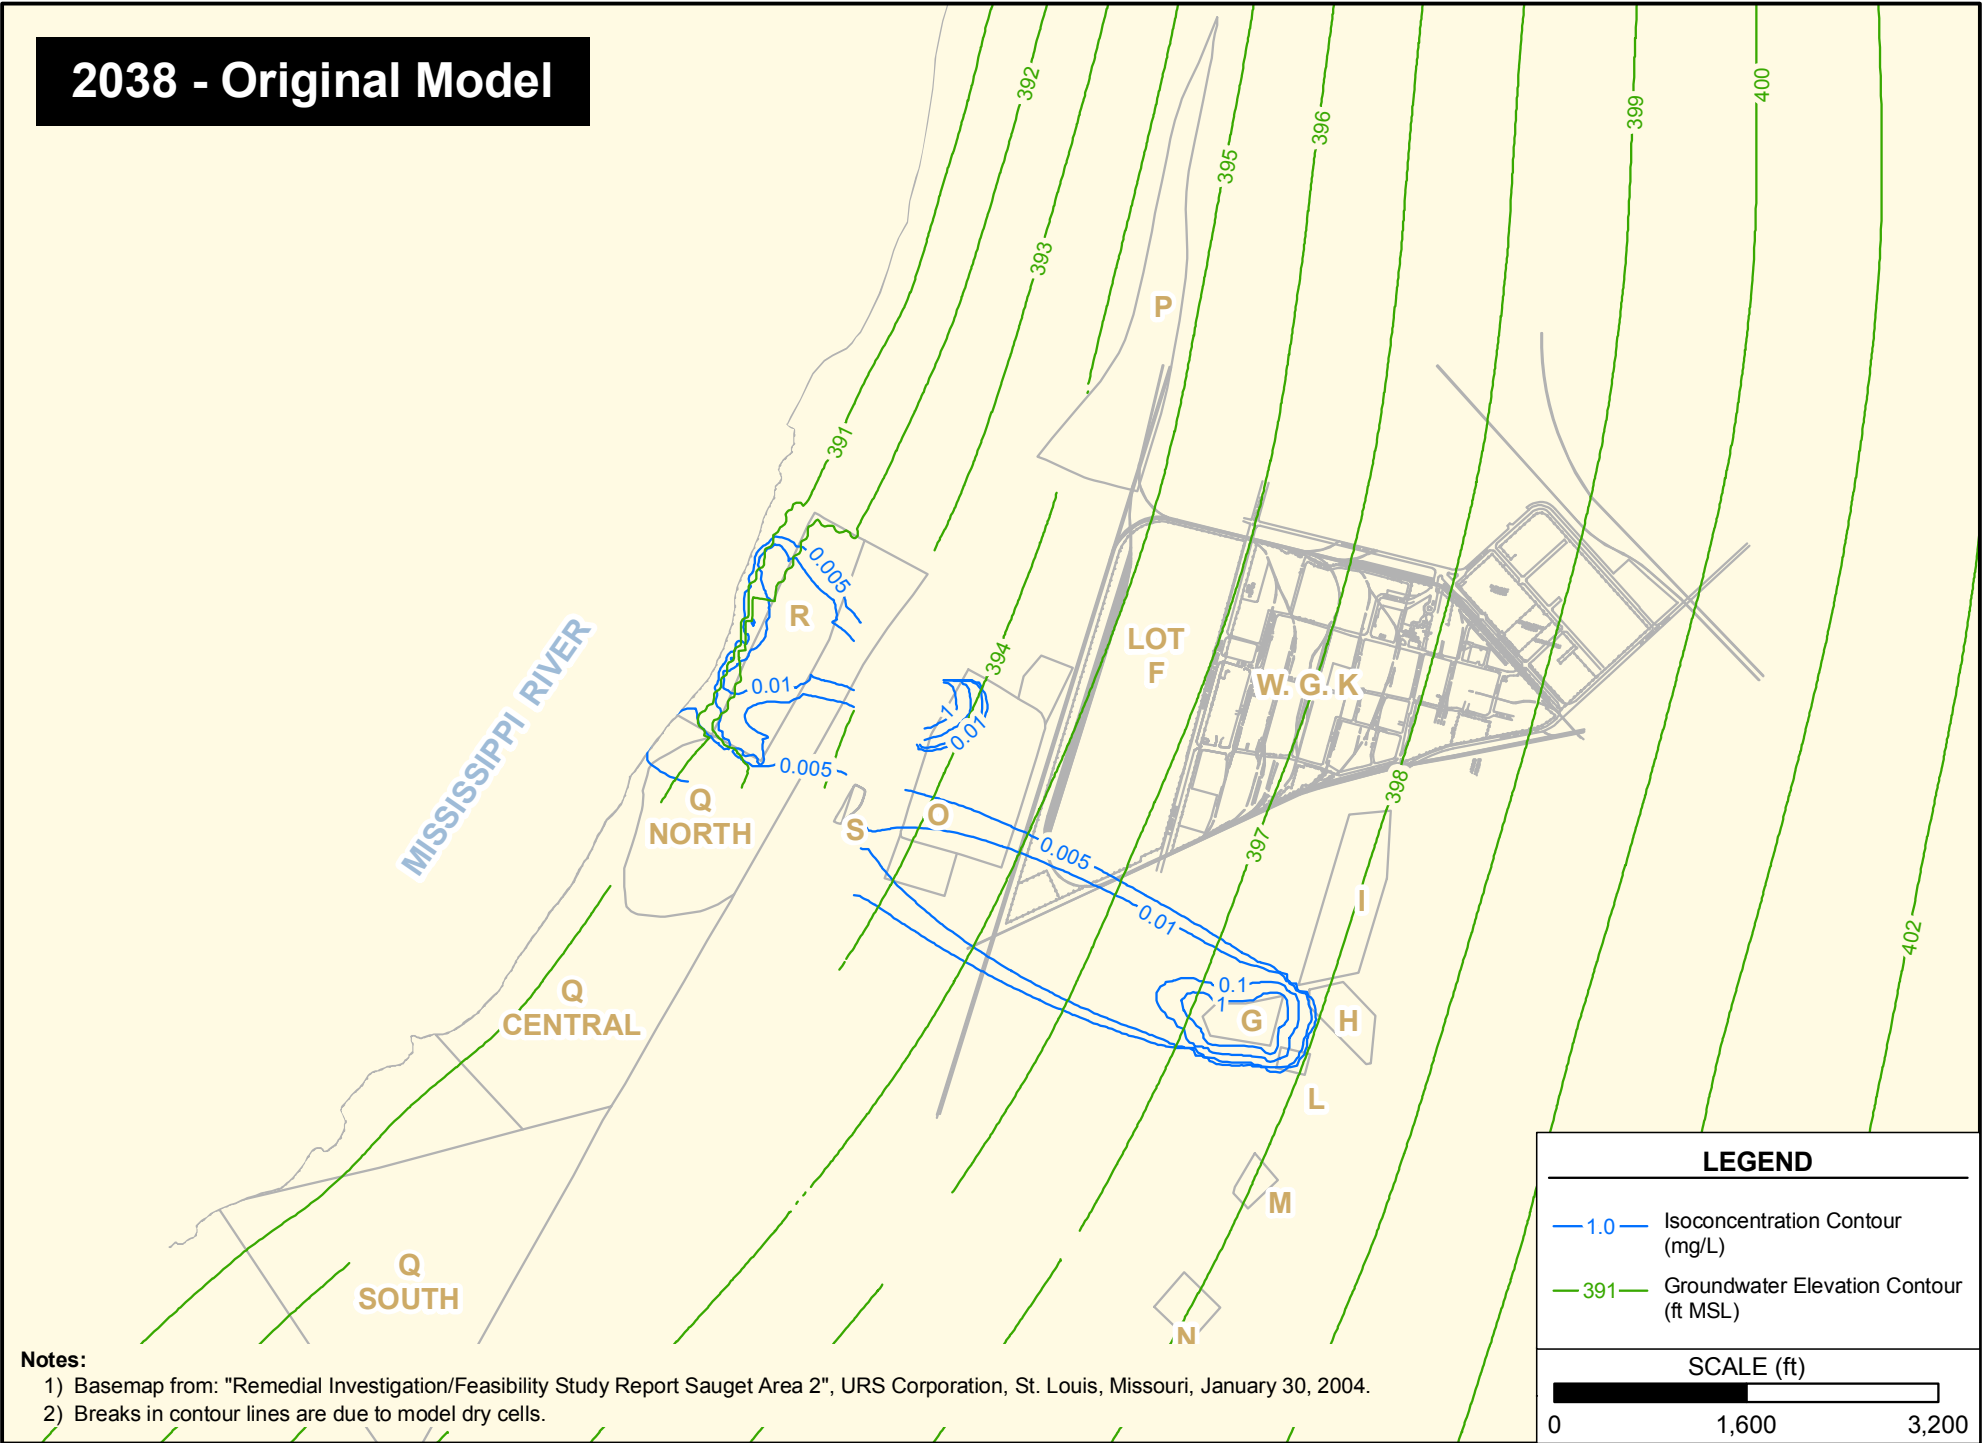 2038 - Original Model
392
400
399
396
395
393
P
391
0.005
R
LOT
F
394
W. G. K
0.01
1
0.01
0.005
MISSISSIPPI RIVER
398
Q
NORTH
S
O
0.005
397
I
0.01
402
0.1
1
G
H
Q
CENTRAL
L
M
Q
SOUTH
N
LEGEND
1.0
Isoconcentration Contour
(mg/L)
391
Groundwater Elevation Contour
(ft MSL)
SCALE (ft)
0 1,600 3,200
Notes:
1) Basemap from: "Remedial Investigation/Feasibility Study Report Sauget Area 2", URS Corporation, St. Louis, Missouri, January 30, 2004.
2) Breaks in contour lines are due to model dry cells.